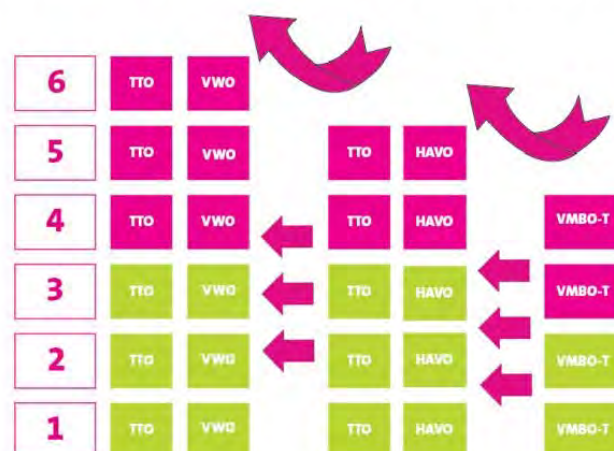 6 TTO VWO
5 TTO VWO TTO HAVO
4 TTO VWO TTO HAVO VMBO-T
3 TTO VWO TTO HAVO VMBO-T
2 TTO VWO TTO HAVO VMBO-T
1 TTO VWO TTO HAVO VMBO-T